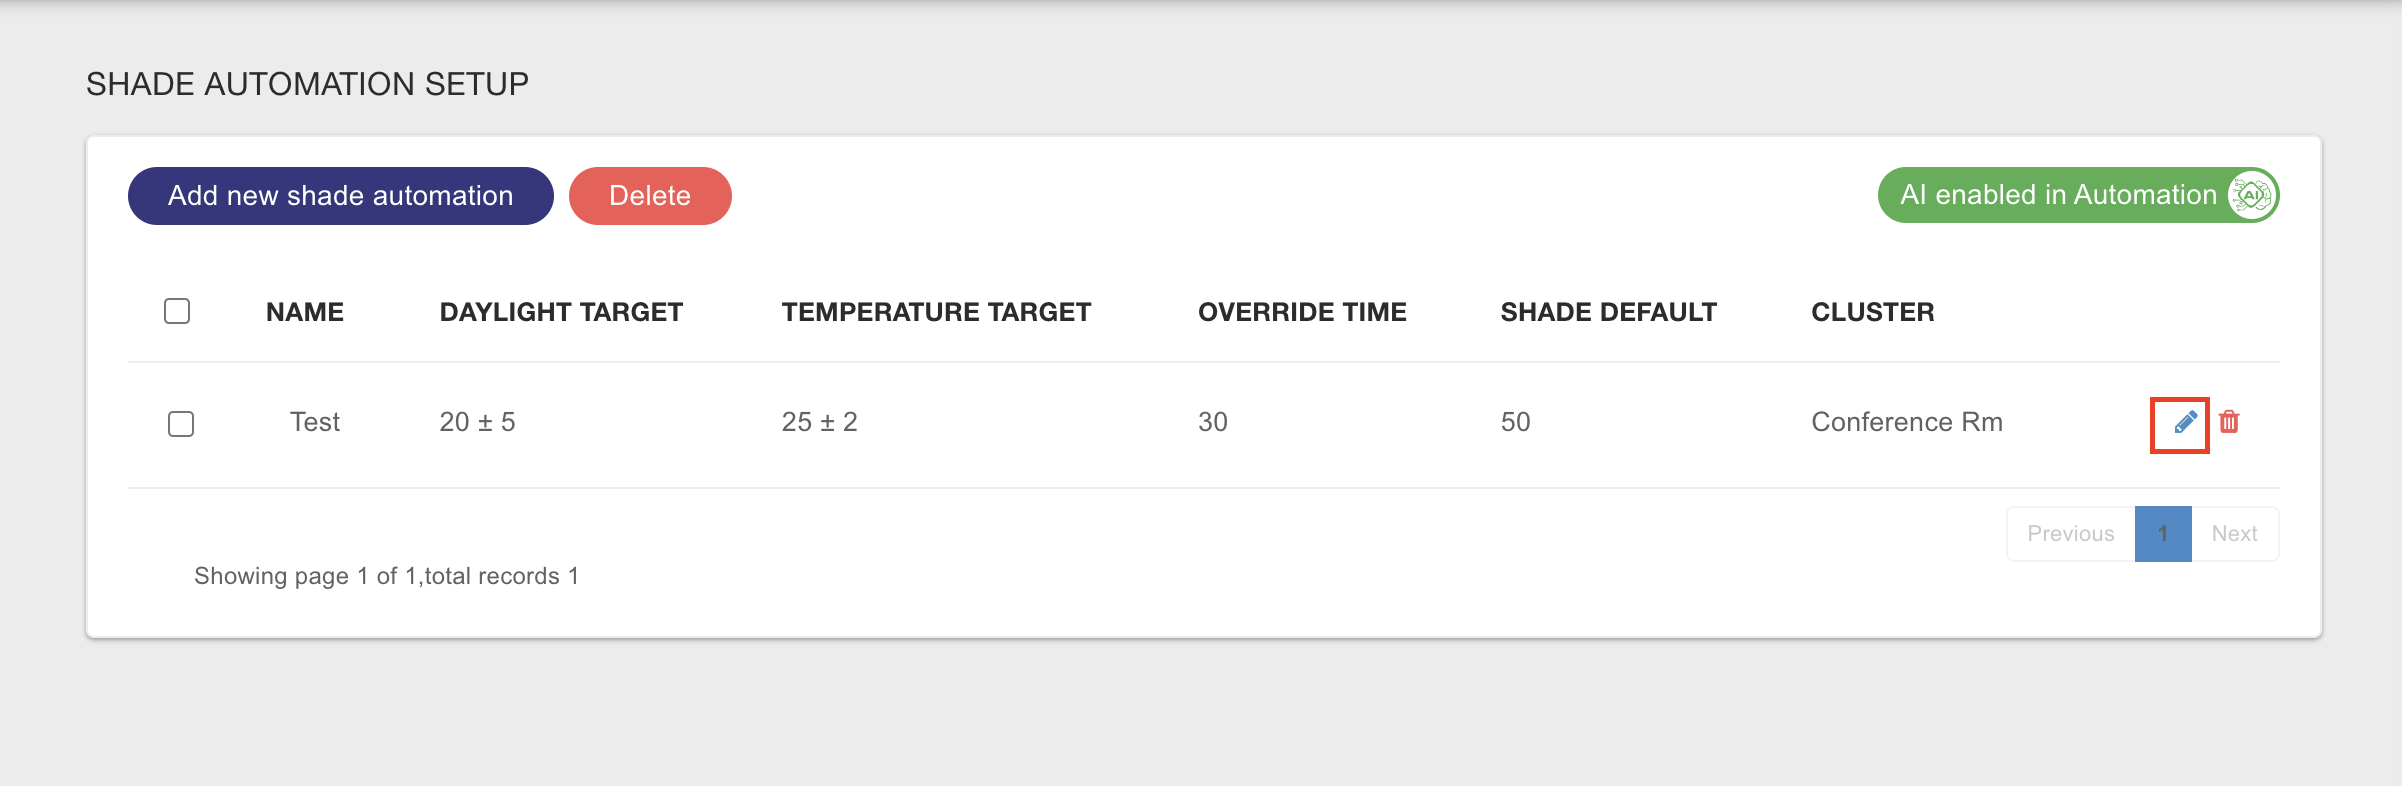 SHADE AUTOMATION SETUP
Add new shade automation Delete AI enabled in Automation AI
NAME DAYLIGHT TARGET TEMPERATURE TARGET OVERRIDE TIME SHADE DEFAULT CLUSTER
Test 20 ± 5 25 ± 2 30 50 Conference Rm
Previous 1 Next
Showing page 1 of 1,total records 1